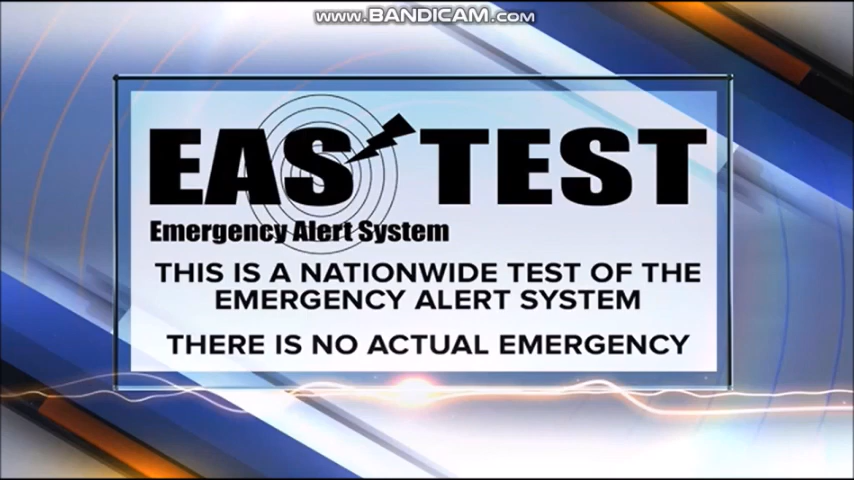 www.BANDICAM.com
EAS TEST
Emergency Alert System
THIS IS A NATIONWIDE TEST OF THE
EMERGENCY ALERT SYSTEM
THERE IS NO ACTUAL EMERGENCY